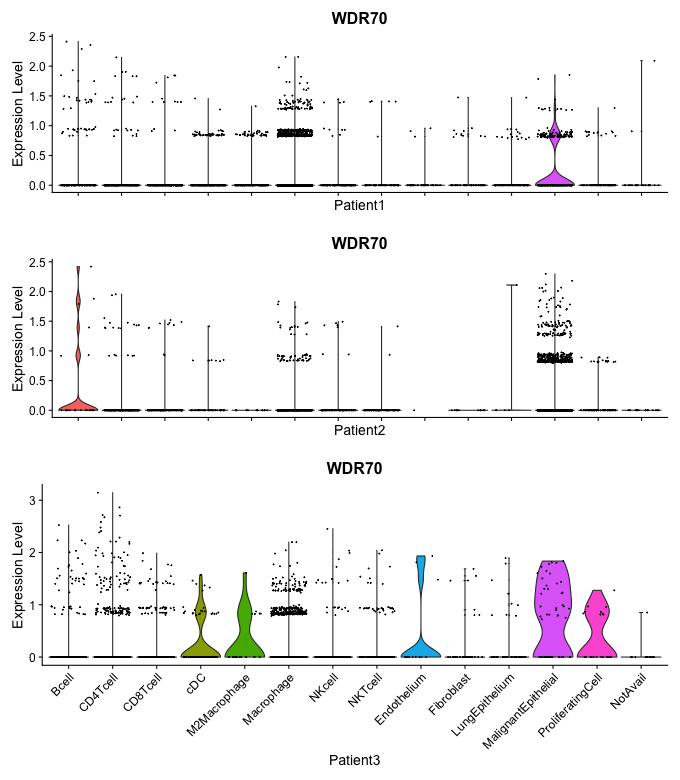 WDR70
Expression Level
2.5
2.0
1.5
1.0
0.5
0.0
Patient1
WDR70
Expression Level
2.5
2.0
1.5
1.0
0.5
0.0
Patient2
WDR70
Expression Level
3
2
1
0
Bcell
CD4Tcell
CD8Tcell
cDC
M2Macrophage
Macrophage
NKcell
NKTcell
Endothelium
Fibroblast
LungEpithelium
MalignantEpithelial
ProliferatingCell
NotAvail
Patient3